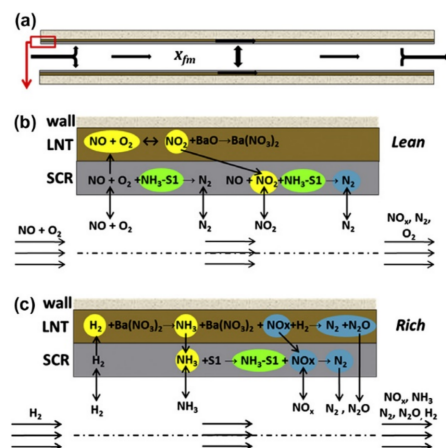 (a)
X_fm
(b)
wall
LNT
Lean
NO + O₂ ↔ NO₂ +BaO→Ba(NO₃)₂
SCR
NO + O₂ + NH₃-S1 → N₂ NO + NO₂ + NH₃-S1 → N₂
NO + O₂ N₂ NO₂ N₂
NO + O₂
NOₓ, N₂,
O₂
(c)
wall
LNT
Rich
H₂ +Ba(NO₃)₂→NH₃+Ba(NO₃)₂ + NOx+H₂→ N₂ +N₂O
SCR
H₂ NH₃ + S1 → NH₃-S1 + NOx→ N₂
H₂ NH₃ NOₓ N₂ , N₂O
H₂
NOₓ, NH₃
N₂, N₂O, H₂